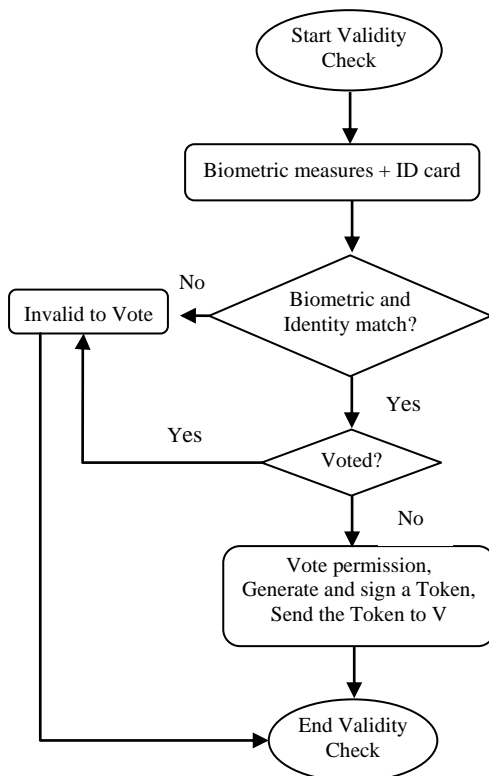 Start Validity
Check
Biometric measures + ID card
No
Invalid to Vote
Biometric and
Identity match?
Yes
Yes
Voted?
No
Vote permission,
Generate and sign a Token,
Send the Token to V
End Validity
Check